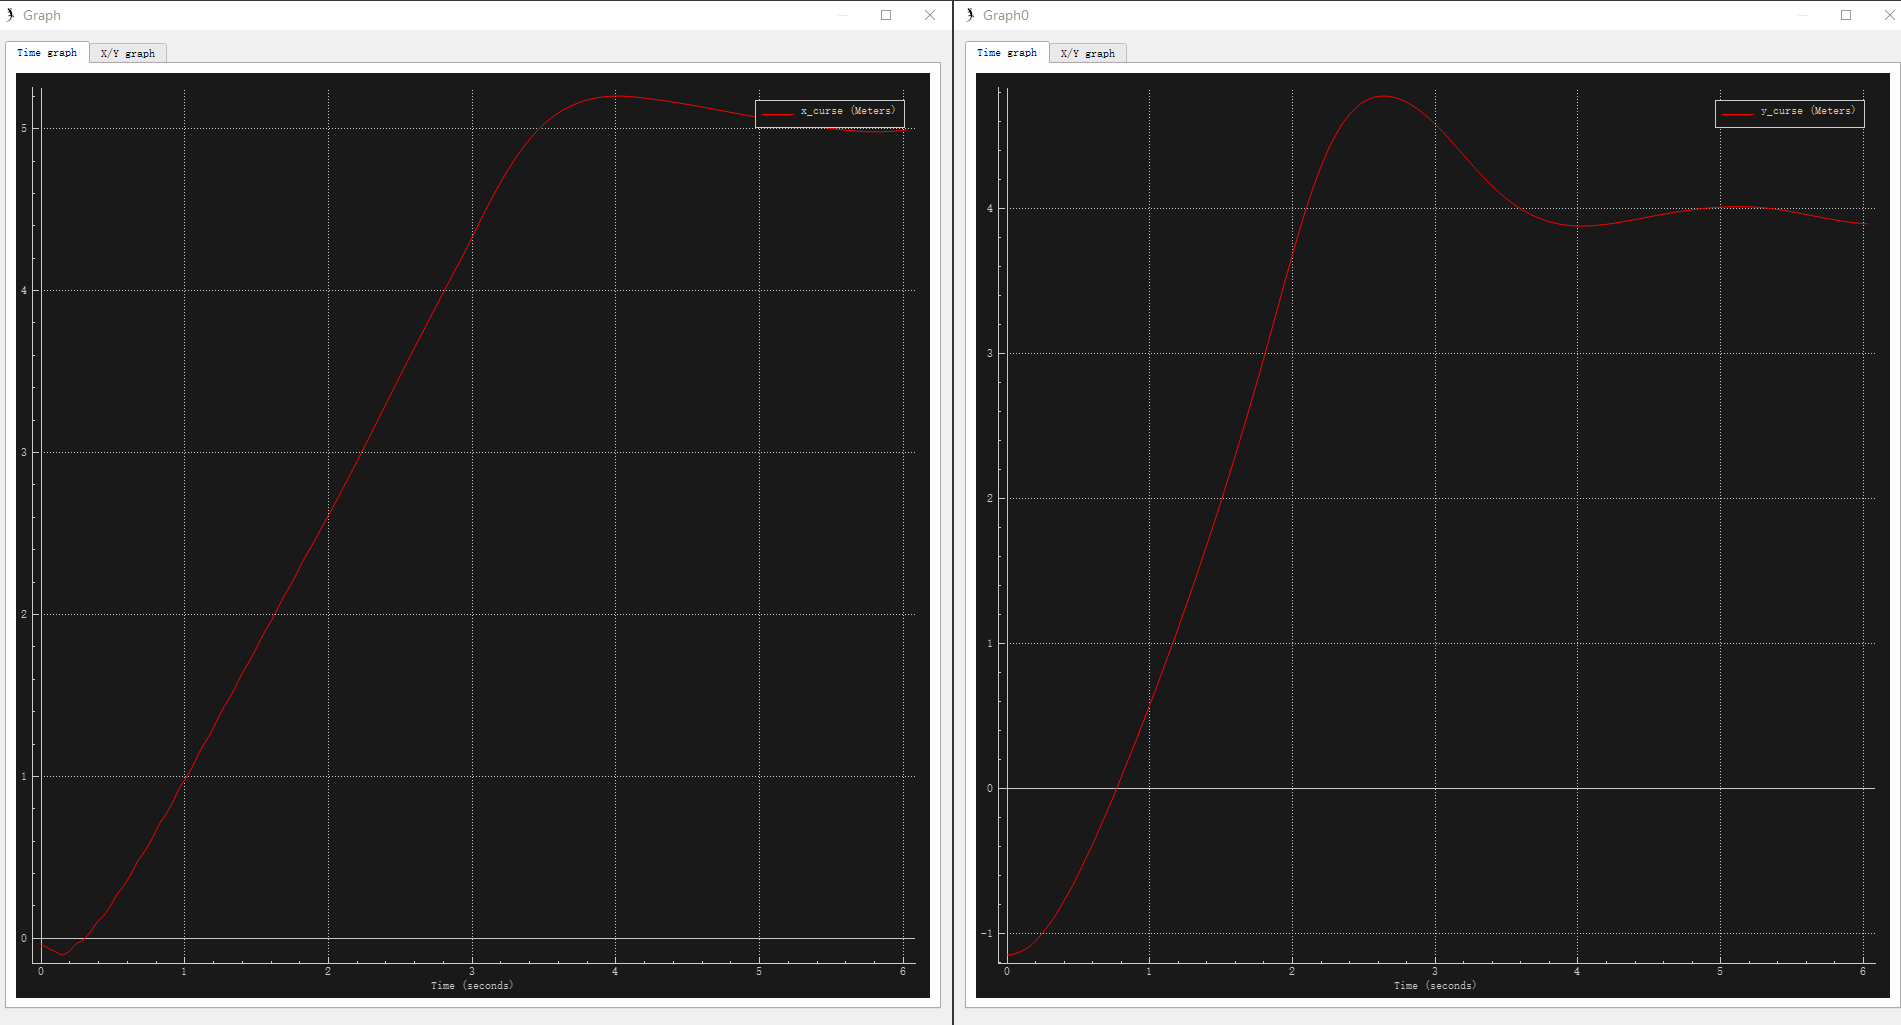 Graph
Time graph
X/Y graph
x_curse (Meters)
5
4
3
2
1
0
0 1 2 3 4 5 6
Time (seconds)
Graph0
Time graph
X/Y graph
y_curse (Meters)
4
3
2
1
0
-1
0 1 2 3 4 5 6
Time (seconds)